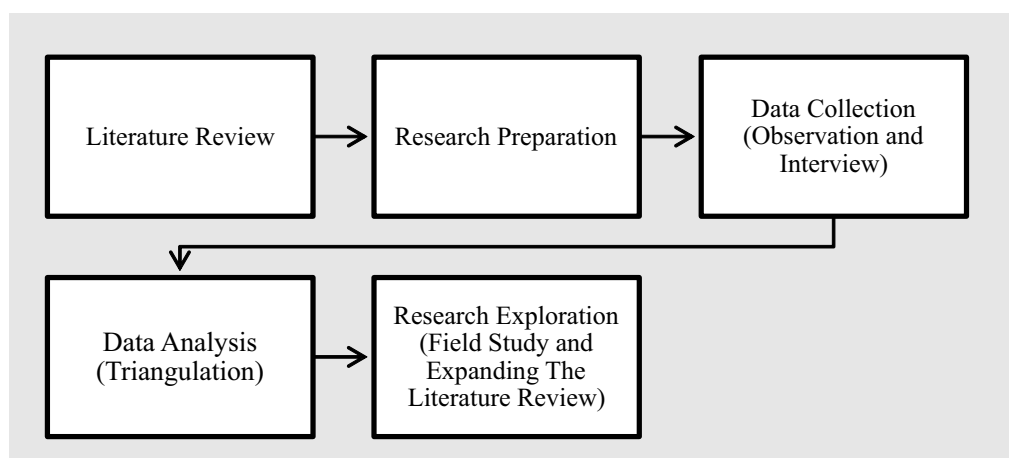 Literature Review
Research Preparation
Data Collection
(Observation and
Interview)
Data Analysis
(Triangulation)
Research Exploration
(Field Study and
Expanding The
Literature Review)